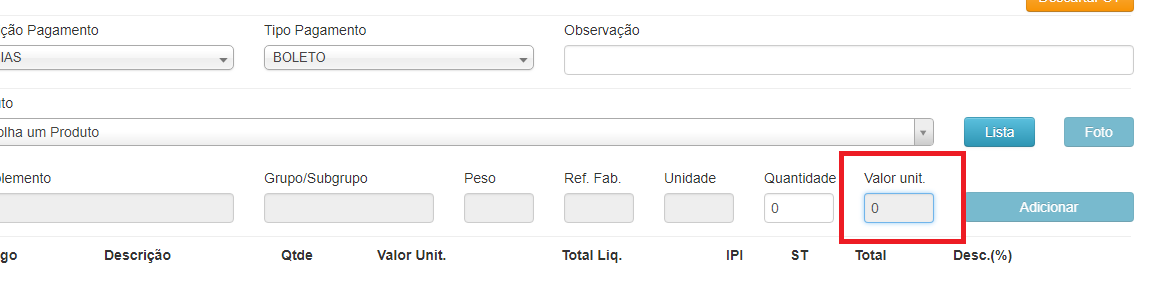 ção Pagamento Tipo Pagamento Observação
IAS BOLETO
to
olha um Produto Lista Foto
lemento Grupo/Subgrupo Peso Ref. Fab. Unidade Quantidade Valor unit.
0 0 Adicionar
go Descrição Qtde Valor Unit. Total Liq. IPI ST Total Desc.(%)